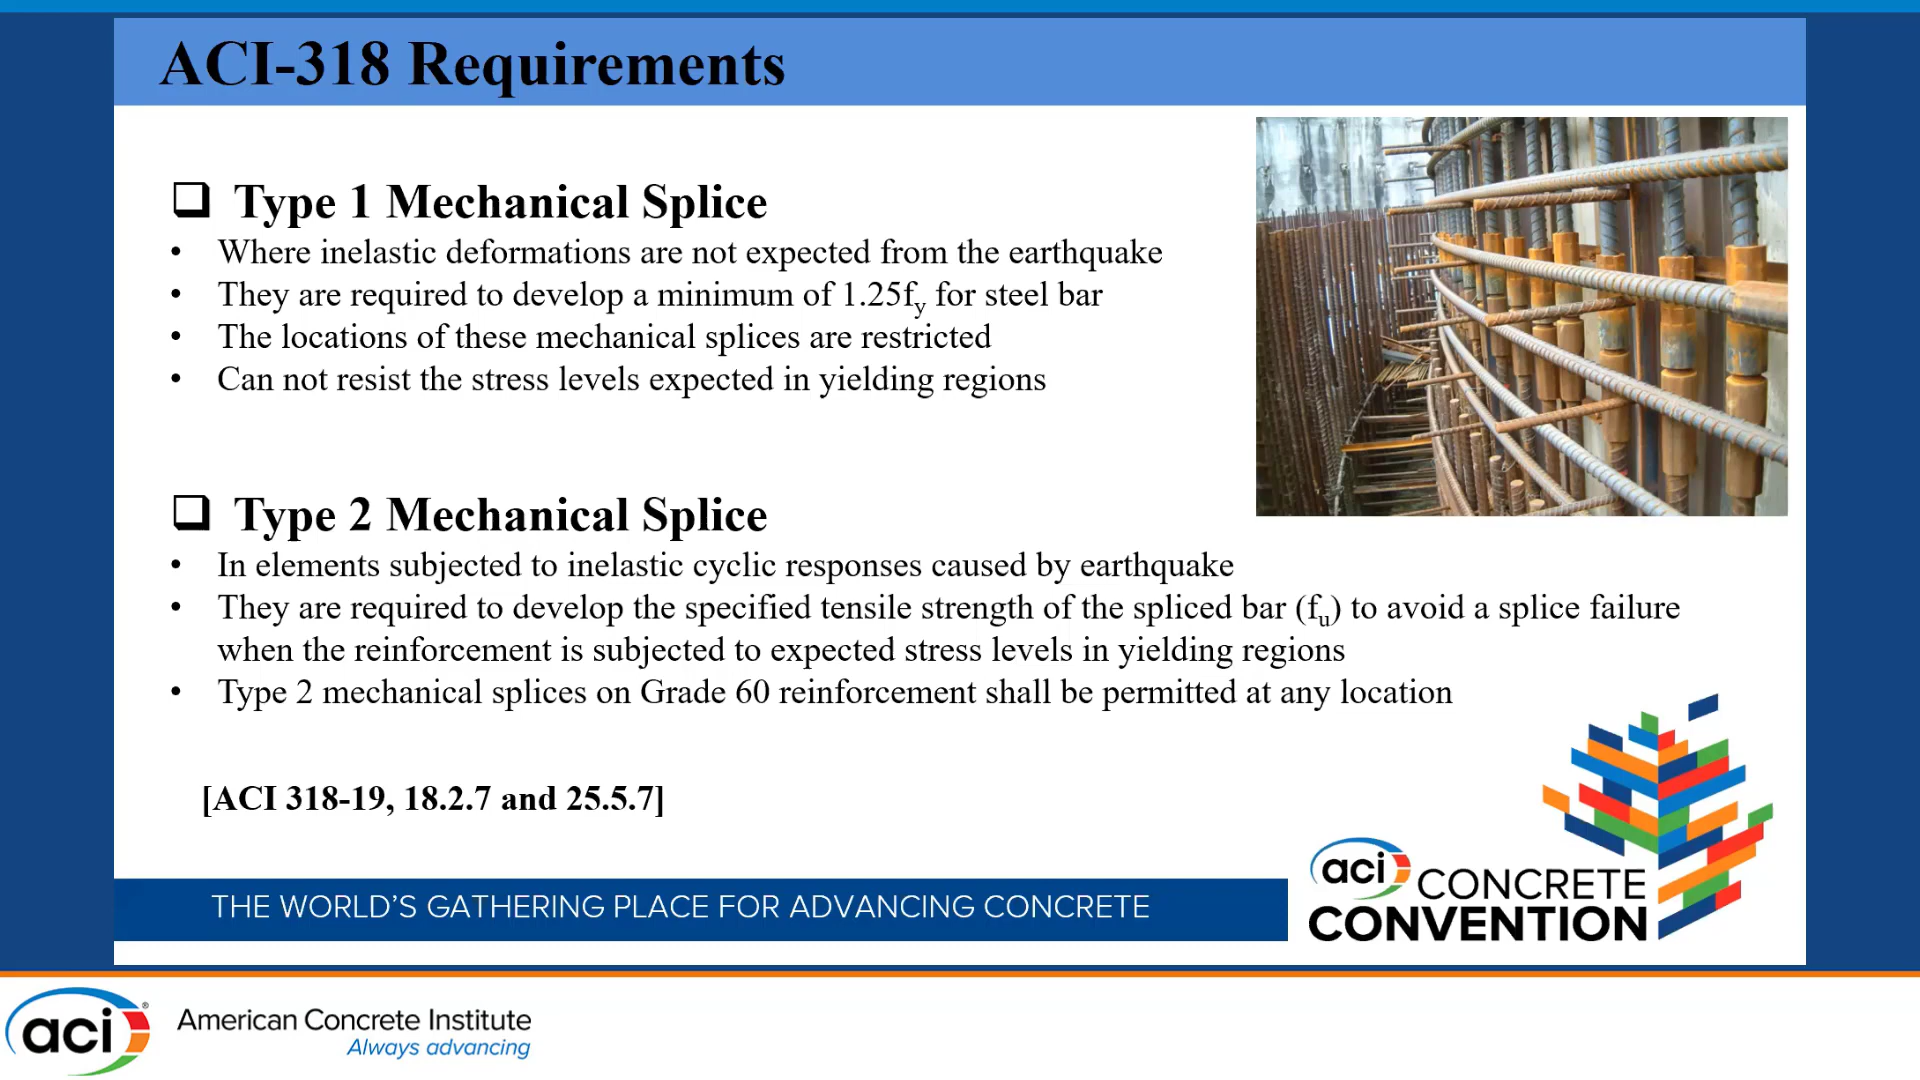 ACI-318 Requirements
❑ Type 1 Mechanical Splice
• Where inelastic deformations are not expected from the earthquake
• They are required to develop a minimum of 1.25fy for steel bar
• The locations of these mechanical splices are restricted
• Can not resist the stress levels expected in yielding regions
❑ Type 2 Mechanical Splice
• In elements subjected to inelastic cyclic responses caused by earthquake
• They are required to develop the specified tensile strength of the spliced bar (fu) to avoid a splice failure
when the reinforcement is subjected to expected stress levels in yielding regions
• Type 2 mechanical splices on Grade 60 reinforcement shall be permitted at any location
[ACI 318-19, 18.2.7 and 25.5.7]
THE WORLD'S GATHERING PLACE FOR ADVANCING CONCRETE
aci CONCRETE
CONVENTION
aci®
American Concrete Institute
Always advancing